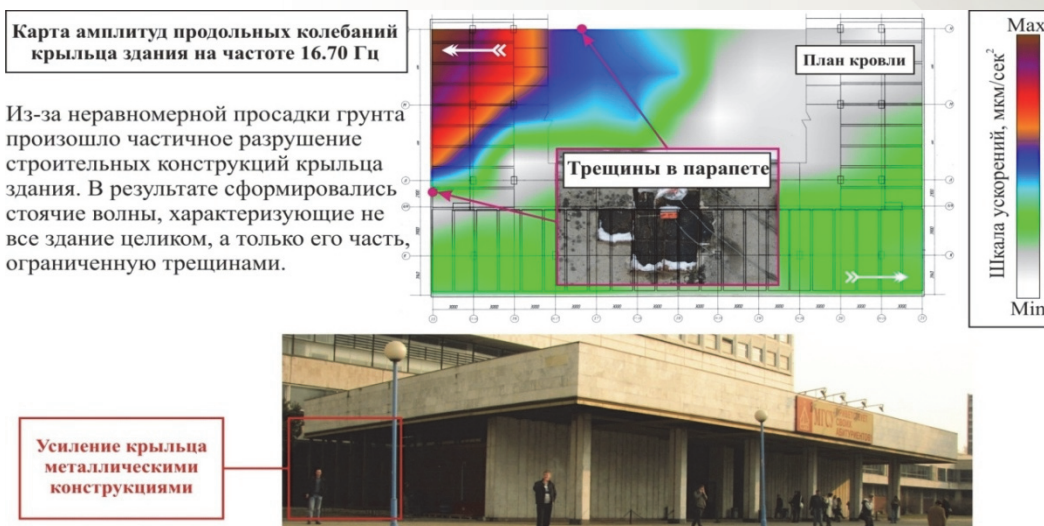 Карта амплитуд продольных колебаний
крыльца здания на частоте 16.70 Гц
Из-за неравномерной просадки грунта
произошло частичное разрушение
строительных конструкций крыльца
здания. В результате сформировались
стоячие волны, характеризующие не
все здание целиком, а только его часть,
ограниченную трещинами.
План кровли
Трещины в парапете
Max
Шкала ускорений, мкм/сек²
Min
Усиление крыльца
металлическими
конструкциями
МГСУ